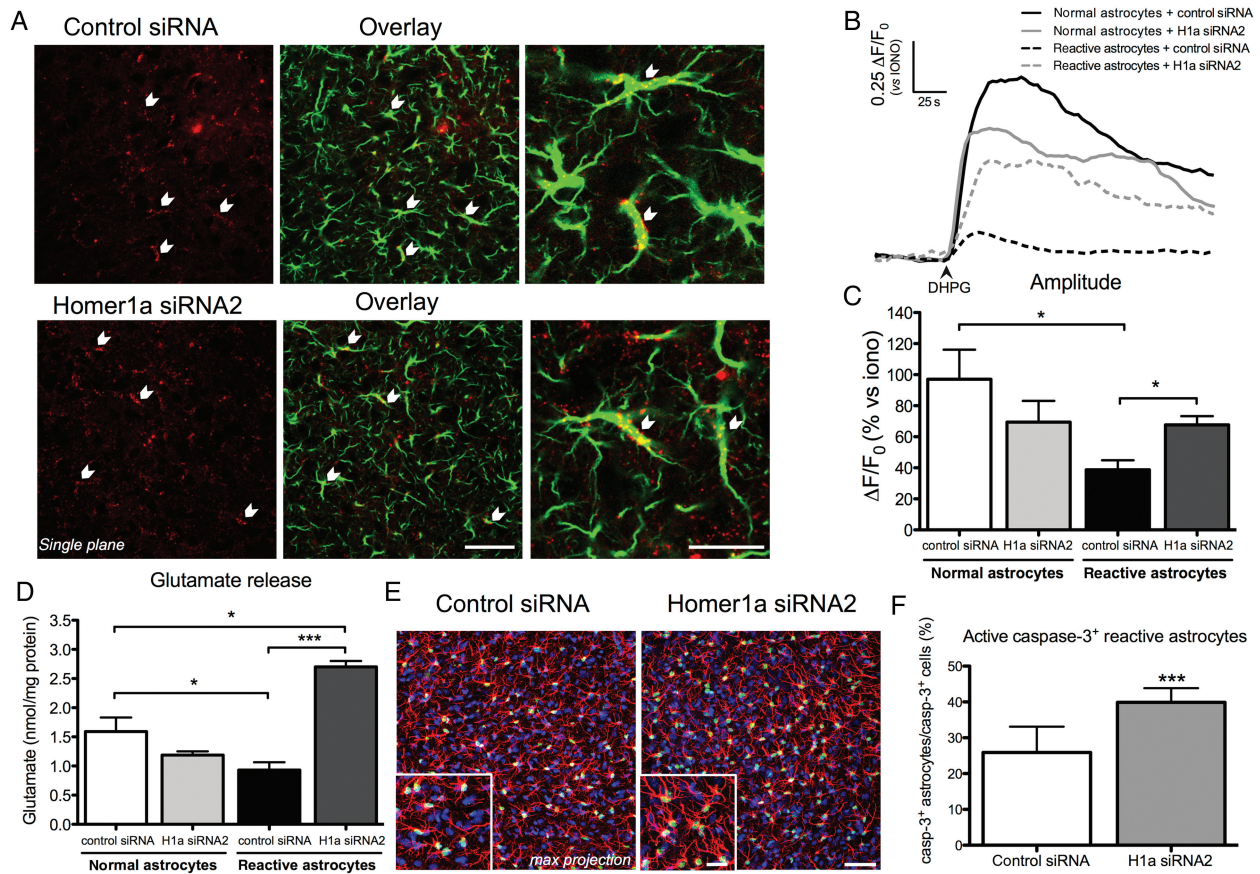 A
Control siRNA
Overlay
Homer1a siRNA2
Overlay
Single plane
B
Normal astrocytes + control siRNA
Normal astrocytes + H1a siRNA2
Reactive astrocytes + control siRNA
Reactive astrocytes + H1a siRNA2
0.25 ΔF/F0
(vs IONO)
25 s
DHPG
C
Amplitude
ΔF/F0 (% vs iono)
140
120
100
80
60
40
20
0
*
*
control siRNA
H1a siRNA2
control siRNA
H1a siRNA2
Normal astrocytes
Reactive astrocytes
D
Glutamate release
Glutamate (nmol/mg protein)
3.5
3.0
2.5
2.0
1.5
1.0
0.5
0.0
*
***
*
control siRNA
H1a siRNA2
control siRNA
H1a siRNA2
Normal astrocytes
Reactive astrocytes
E
Control siRNA
Homer1a siRNA2
max projection
F
Active caspase-3+ reactive astrocytes
casp-3+ astrocytes/casp-3+ cells (%)
50
40
30
20
10
0
***
Control siRNA
H1a siRNA2